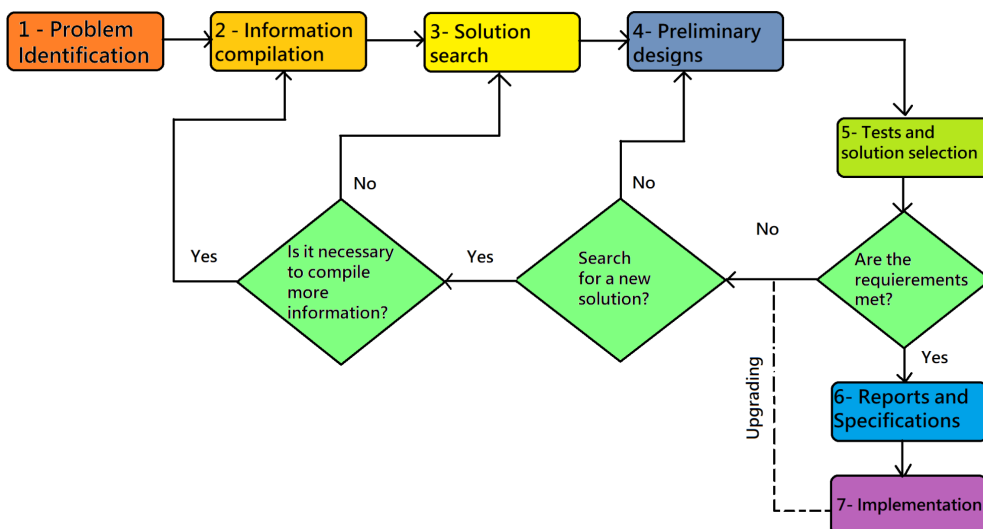 1 - Problem
Identification
2 - Information
compilation
3- Solution
search
4- Preliminary
designs
5- Tests and
solution selection
No
No
No
Yes
Is it necessary
to compile
more
information?
Yes
Search
for a new
solution?
Are the
requierements
met?
Yes
Upgrading
6- Reports and
Specifications
7- Implementation